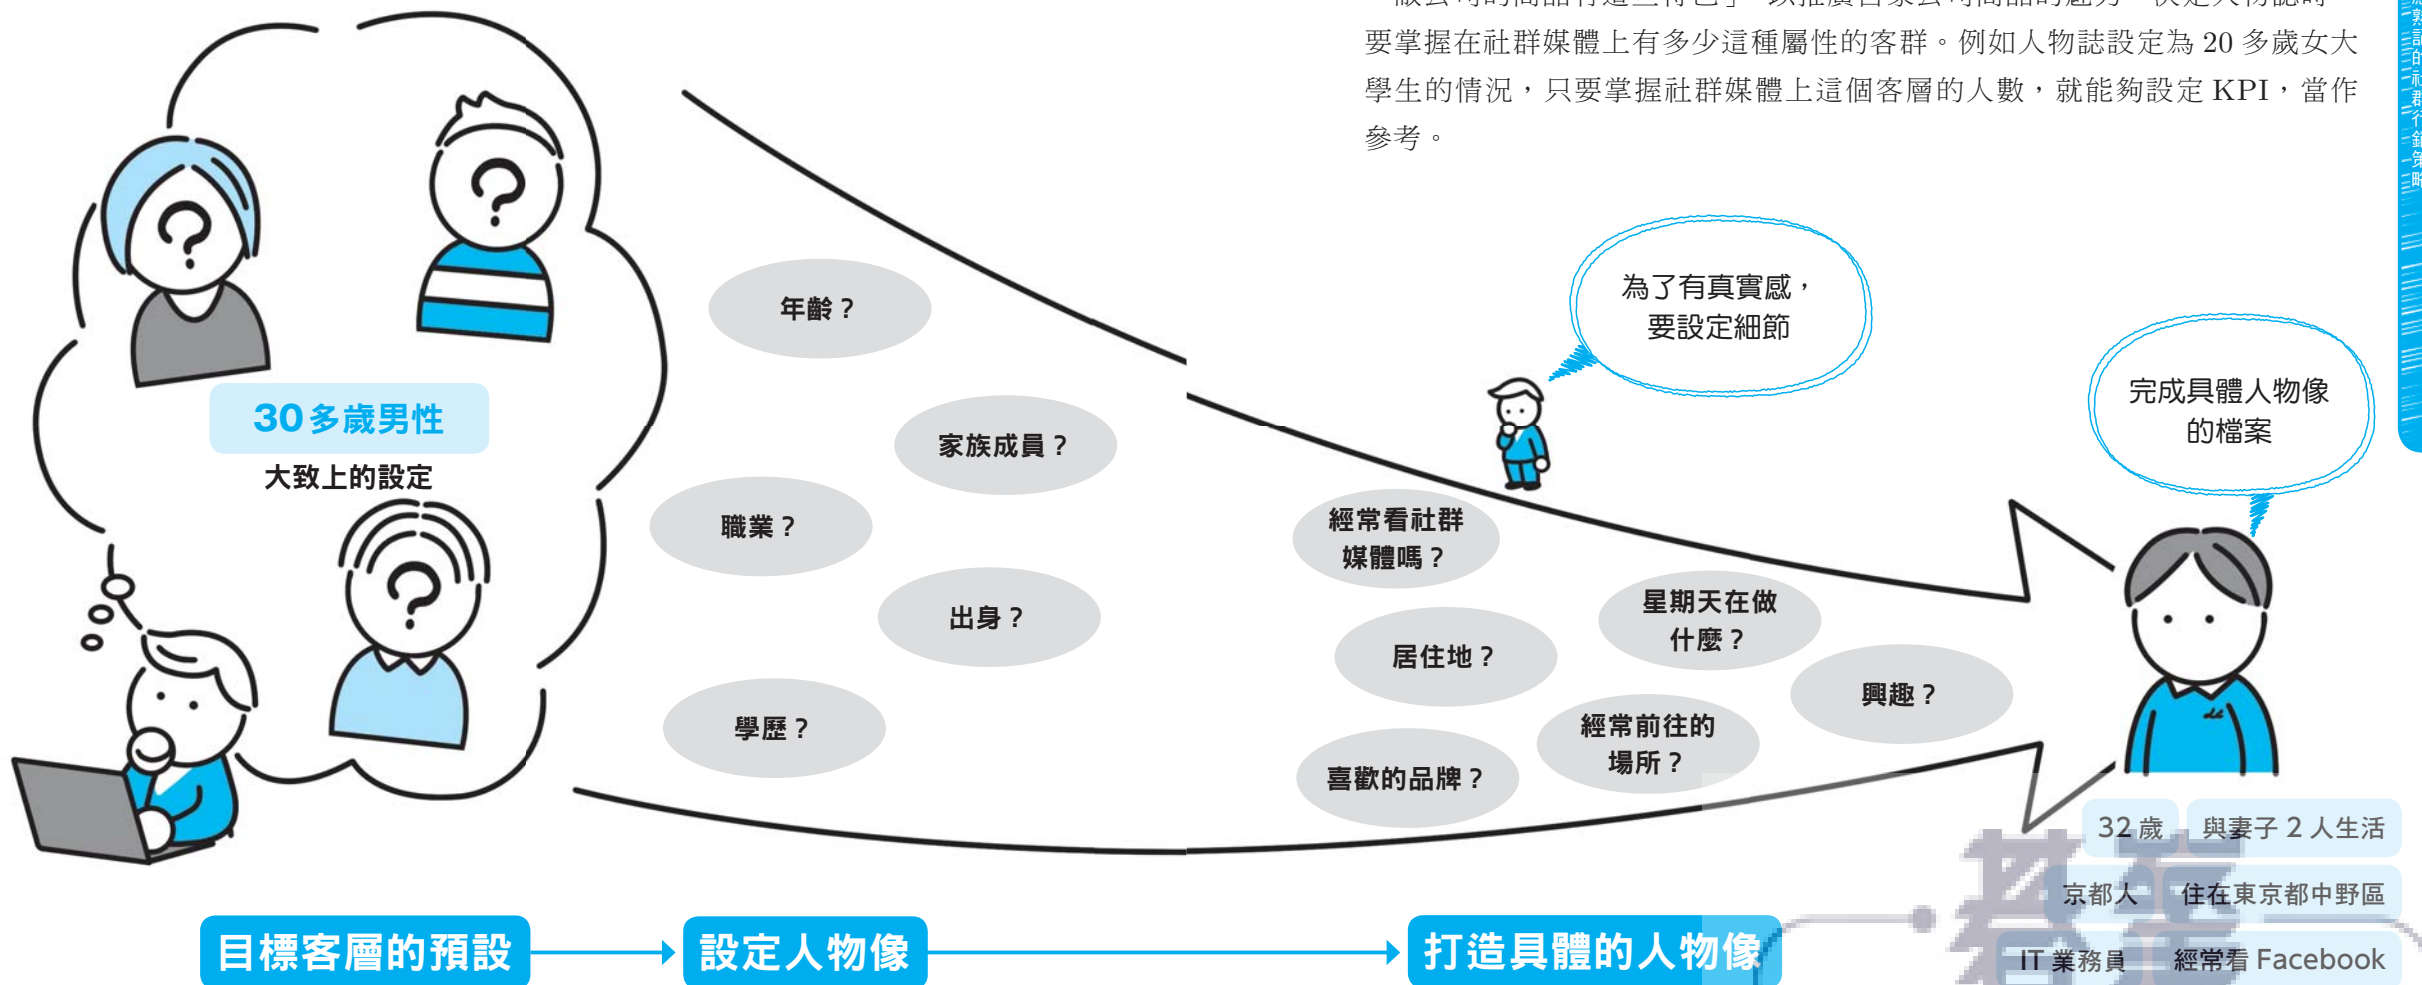 要掌握在社群媒體上有多少這種屬性的客群。例如人物誌設定為 20 多歲女大
學生的情況，只要掌握社群媒體上這個客層的人數，就能夠設定 KPI，當作
參考。
社群行銷策略
為了有真實感，
要設定細節
完成具體人物像
的檔案
30多歲男性
大致上的設定
年齡？
家族成員？
職業？
出身？
學歷？
經常看社群
媒體嗎？
星期天在做
什麼？
居住地？
興趣？
經常前往的
場所？
喜歡的品牌？
32 歲
與妻子 2 人生活
京都人
住在東京都中野區
IT 業務員
經常看 Facebook
目標客層的預設
設定人物像
打造具體的人物像